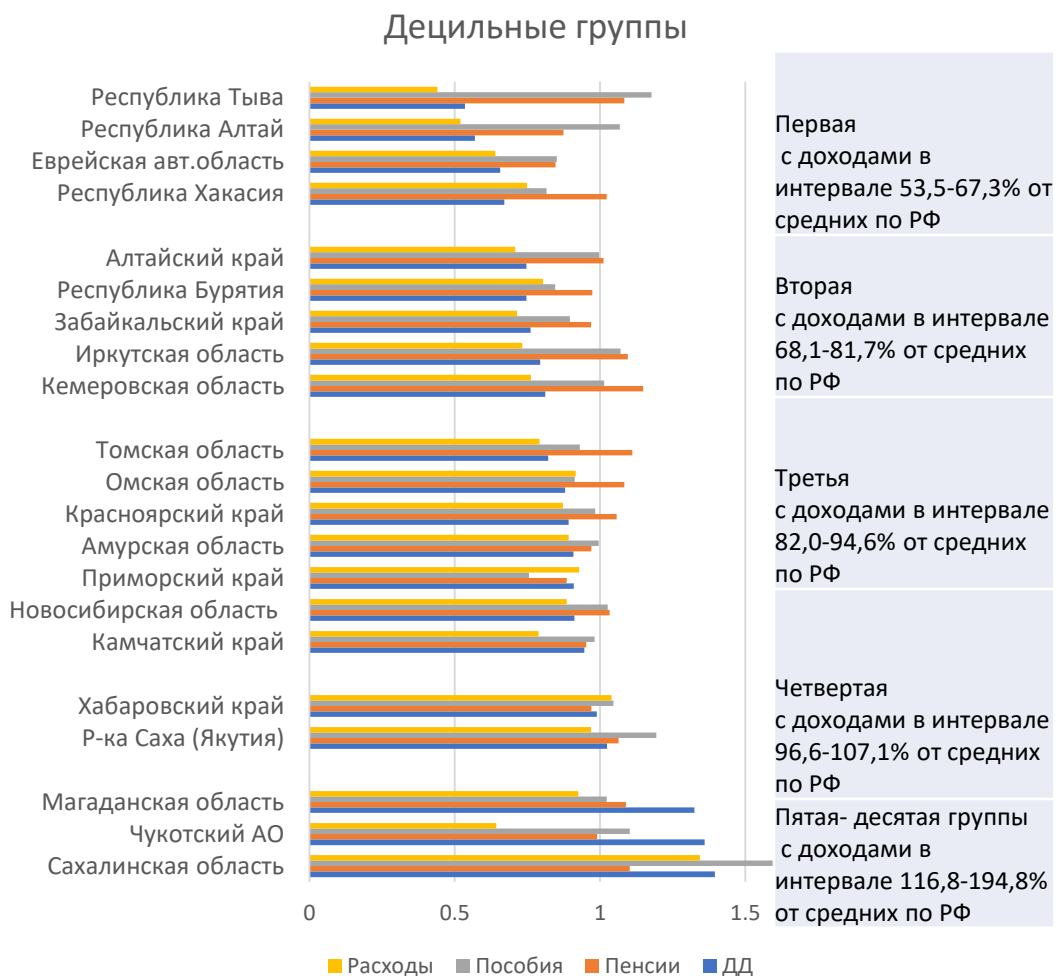 Децильные группы
Республика Тыва
Республика Алтай
Еврейская авт.область
Республика Хакасия
Алтайский край
Республика Бурятия
Забайкальский край
Иркутская область
Кемеровская область
Томская область
Омская область
Красноярский край
Амурская область
Приморский край
Новосибирская область
Камчатский край
Хабаровский край
Р-ка Саха (Якутия)
Магаданская область
Чукотский АО
Сахалинская область
0 0.5 1 1.5
Расходы Пособия Пенсии ДД
Первая
с доходами в
интервале 53,5-67,3% от
средних по РФ
Вторая
с доходами в интервале
68,1-81,7% от средних
по РФ
Третья
с доходами в интервале
82,0-94,6% от средних
по РФ
Четвертая
с доходами в интервале
96,6-107,1% от средних
по РФ
Пятая- десятая группы
с доходами в
интервале 116,8-194,8%
от средних по РФ